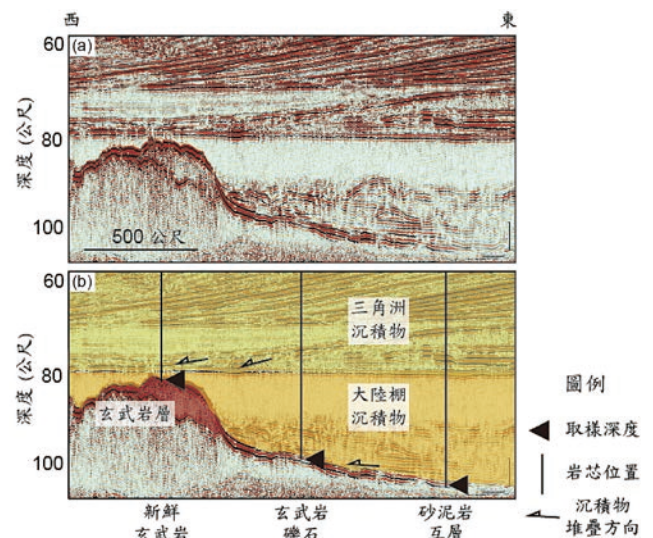 西
東
60
(a)
深度 (公尺)
80
100
500 公尺
60
(b)
三角洲
沉積物
深度 (公尺)
80
玄武岩層
大陸棚
沉積物
100
新鮮
玄武岩
玄武岩
礫石
砂泥岩
互層
圖例
取樣深度
岩芯位置
沉積物
堆疊方向